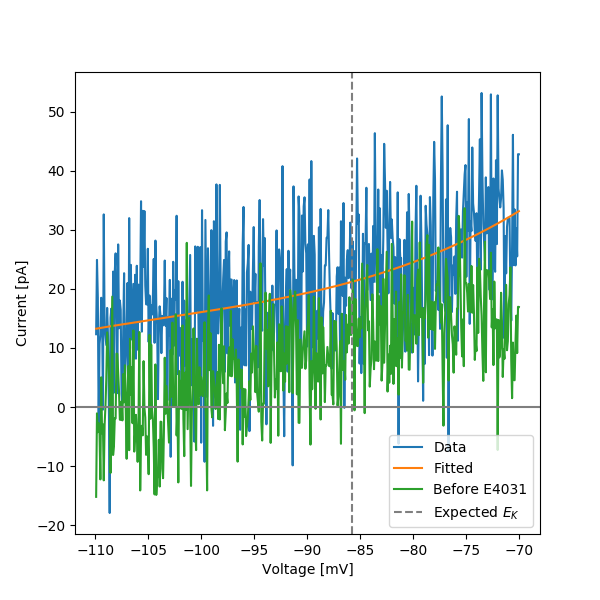 50
40
30
20
10
0
−10
−20
Current [pA]
Data
Fitted
Before E4031
Expected E_K
−110 −105 −100 −95 −90 −85 −80 −75 −70
Voltage [mV]